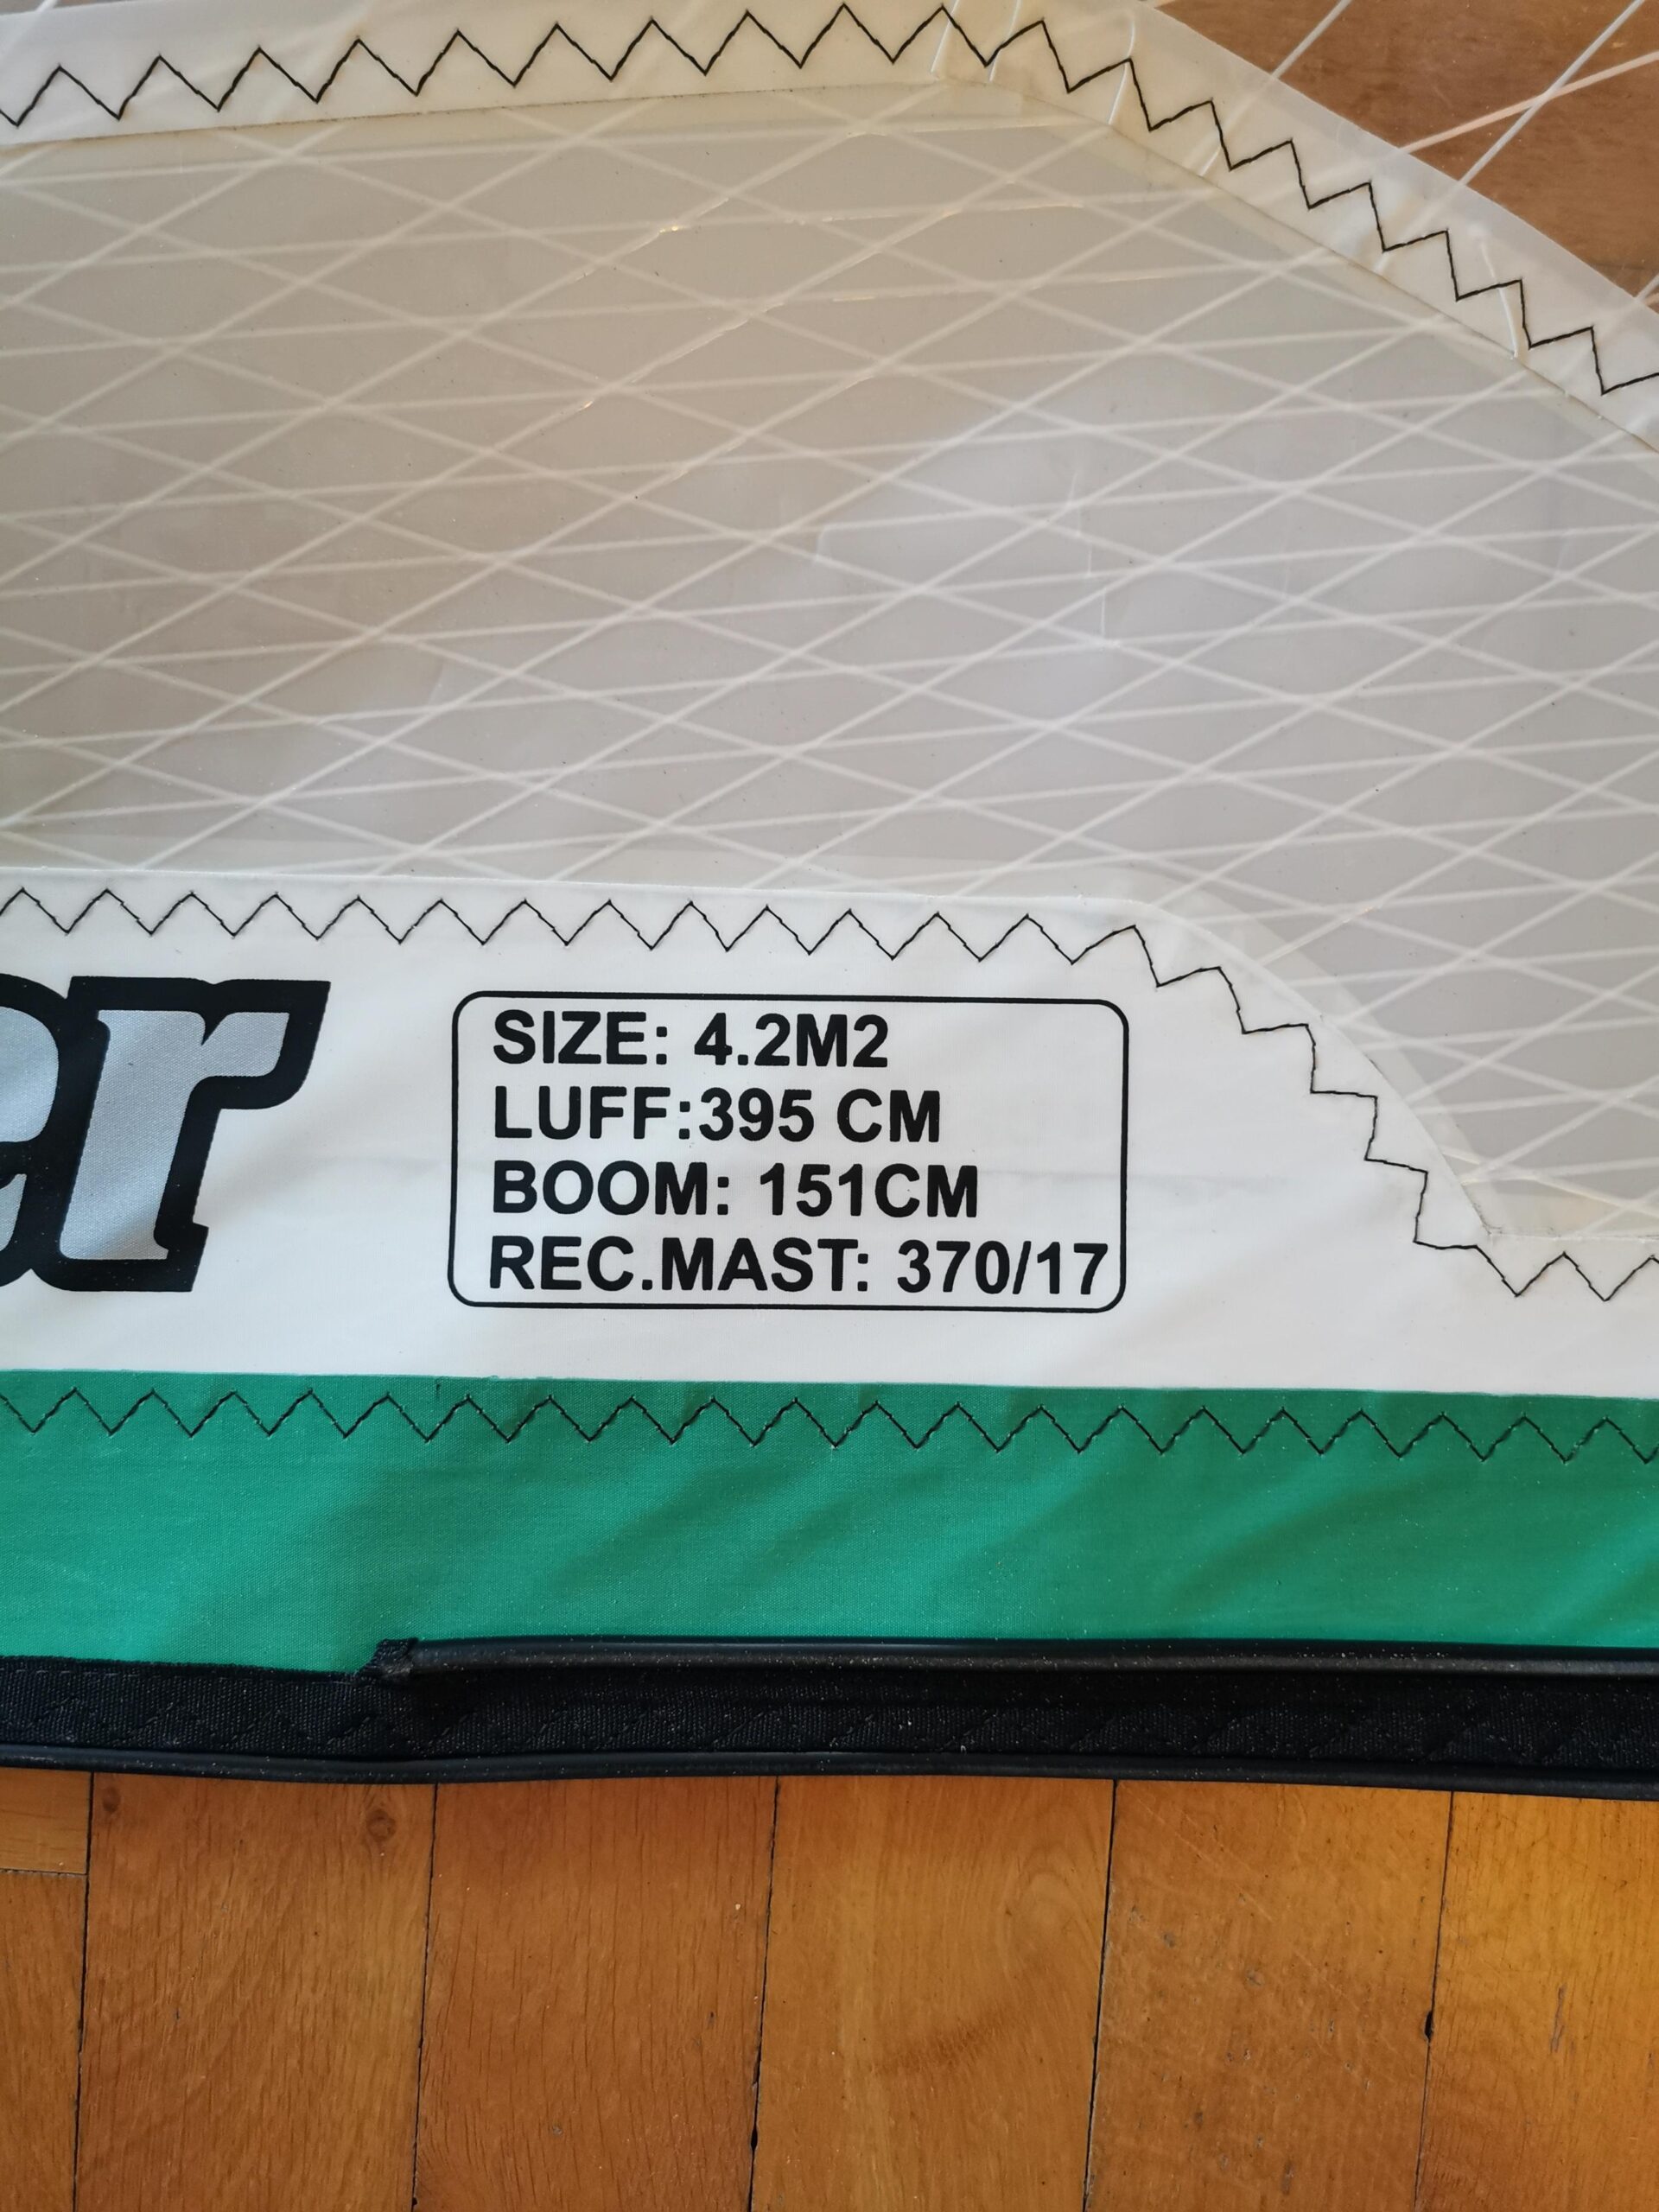 er
SIZE: 4.2M2
LUFF:395 CM
BOOM: 151CM
REC.MAST: 370/17